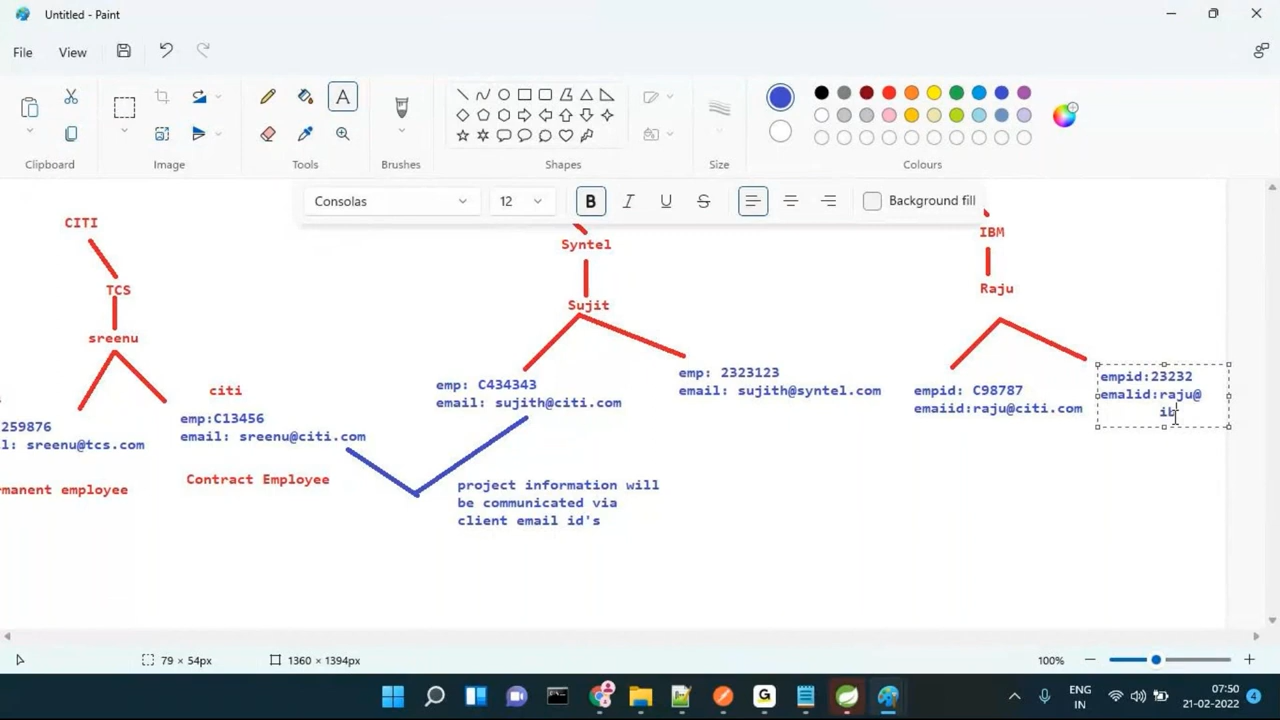 Untitled - Paint
File
View
Clipboard
Image
Tools
Brushes
Shapes
Size
Colours
Consolas
12
B
I
U
S
Background fill
CITI
TCS
sreenu
259876
l: sreenu@tcs.com
rmanent employee
citi
emp:C13456
email: sreenu@citi.com
Contract Employee
Syntel
Sujit
emp: C434343
email: sujith@citi.com
emp: 2323123
email: sujith@syntel.com
project information will
be communicated via
client email id's
IBM
Raju
empid: C98787
emaiid:raju@citi.com
empid:23232
emalid:raju@
ib
79 × 54px
1360 × 1394px
100%
ENG
IN
07:50
21-02-2022
4